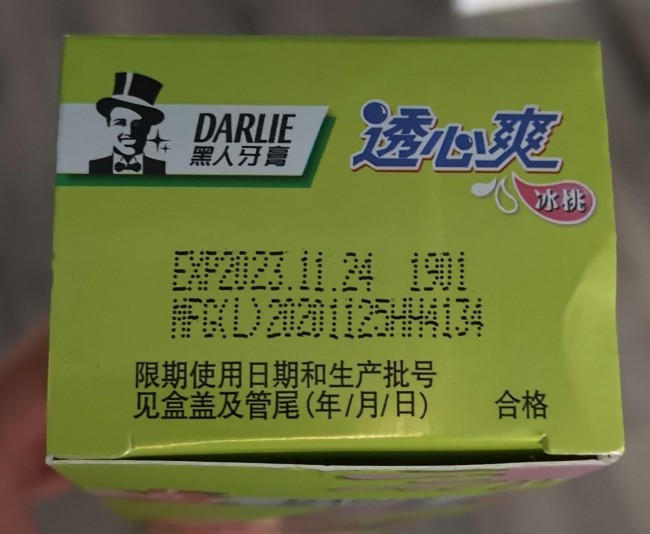 DARLIE
黑人牙膏
透心爽
冰桃
EXP2023.11.24 1901
MFG(L)20201125HH4134
限期使用日期和生产批号
见盒盖及管尾(年/月/日) 合格